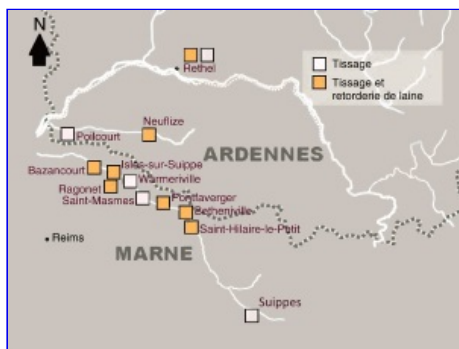 N
Tissage
Tissage et
retorderie de laine
Rethel
Neuflize
Poilcourt
ARDENNES
Bazancourt
Isles-sur-Suippe
Warmeriville
Ragonet
Saint-Masmes
Pontfaverger
Betheniville
Saint-Hilaire-le-Petit
Reims
MARNE
Suippes